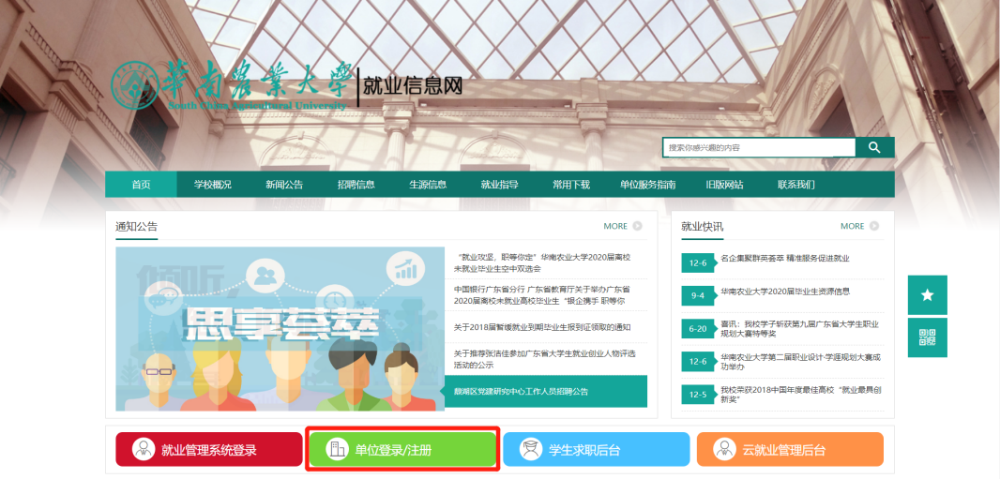 華南農業大學 就业信息网
South China Agricultural University
搜索你感兴趣的内容
首页 学校概况 新闻公告 招聘信息 生源信息 就业指导 常用下载 单位服务指南 旧版网站 联系我们
通知公告 MORE
倾听
思享荟萃
“就业攻坚，职等你定”华南农业大学2020届离校
未就业毕业生空中双选会
中国银行广东省分行 广东省教育厅关于举办广东省
2020届离校未就业高校毕业生“银企携手 职等你
关于2018届暂缓就业到期毕业生报到证领取的通知
关于推荐张洁佳参加广东省大学生就业创业人物评选
活动的公示
鼎湖区党建研究中心工作人员招聘公告
就业快讯 MORE
12-6 名企集聚群英荟萃 精准服务促进就业
9-4 华南农业大学2020届毕业生资源信息
6-20 喜讯：我校学子斩获第九届广东省大学生职业
规划大赛特等奖
12-6 华南农业大学第二届职业设计·学涯规划大赛成
功举办
12-5 我校荣获2018中国年度最佳高校“就业最具创
新奖”
就业管理系统登录 单位登录/注册 学生求职后台 云就业管理后台